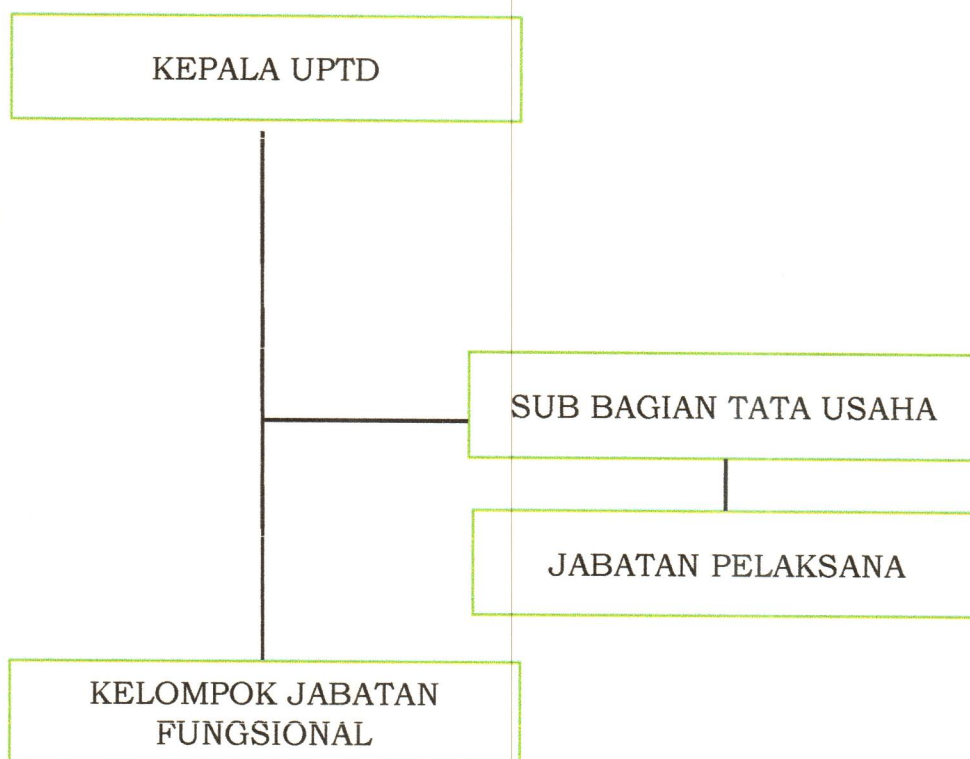 KEPALA UPTD
SUB BAGIAN TATA USAHA
JABATAN PELAKSANA
KELOMPOK JABATAN
FUNGSIONAL